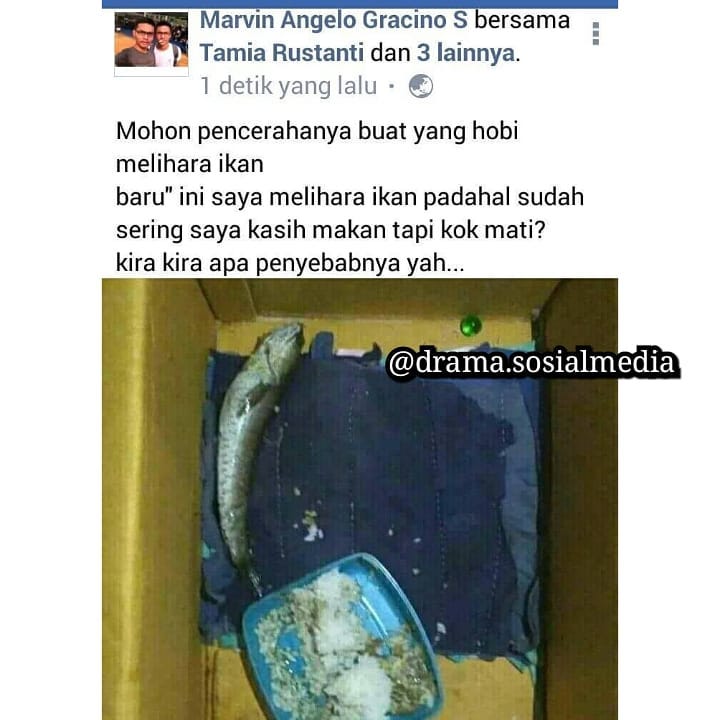 Marvin Angelo Gracino S bersama
Tamia Rustanti dan 3 lainnya.
1 detik yang lalu •
Mohon pencerahanya buat yang hobi
melihara ikan
baru" ini saya melihara ikan padahal sudah
sering saya kasih makan tapi kok mati?
kira kira apa penyebabnya yah...
@drama.sosialmedia